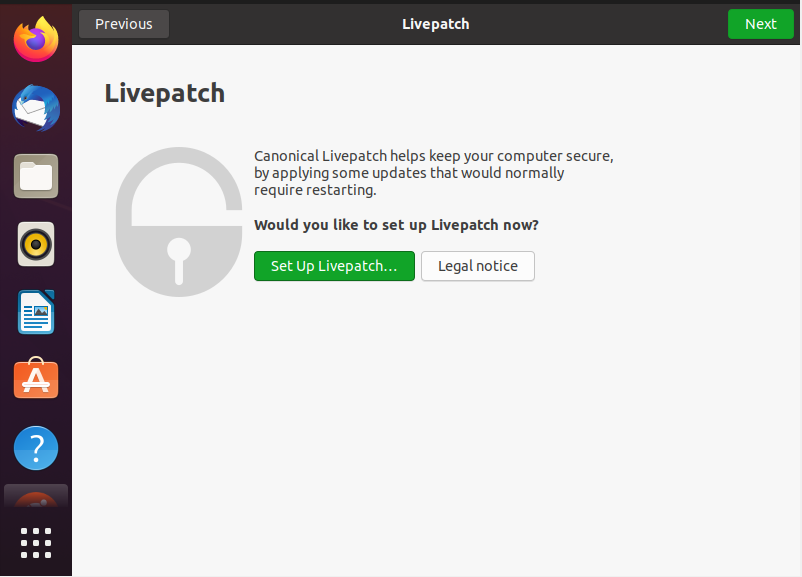 Previous
Livepatch
Next
Livepatch
Canonical Livepatch helps keep your computer secure,
by applying some updates that would normally
require restarting.
Would you like to set up Livepatch now?
Set Up Livepatch…
Legal notice
?